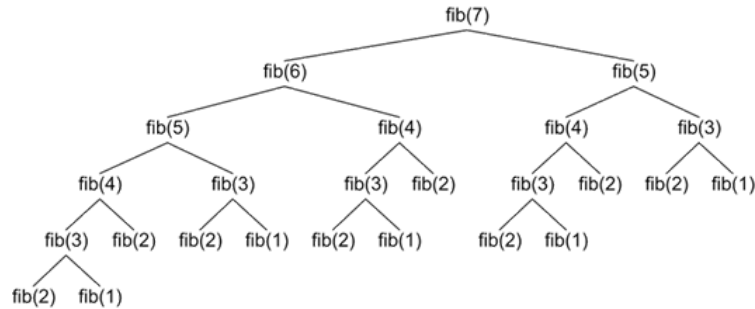 fib(7)
fib(6) fib(5)
fib(5) fib(4) fib(4) fib(3)
fib(4) fib(3) fib(3) fib(2) fib(3) fib(2) fib(2) fib(1)
fib(3) fib(2) fib(2) fib(1) fib(2) fib(1) fib(2) fib(1)
fib(2) fib(1)